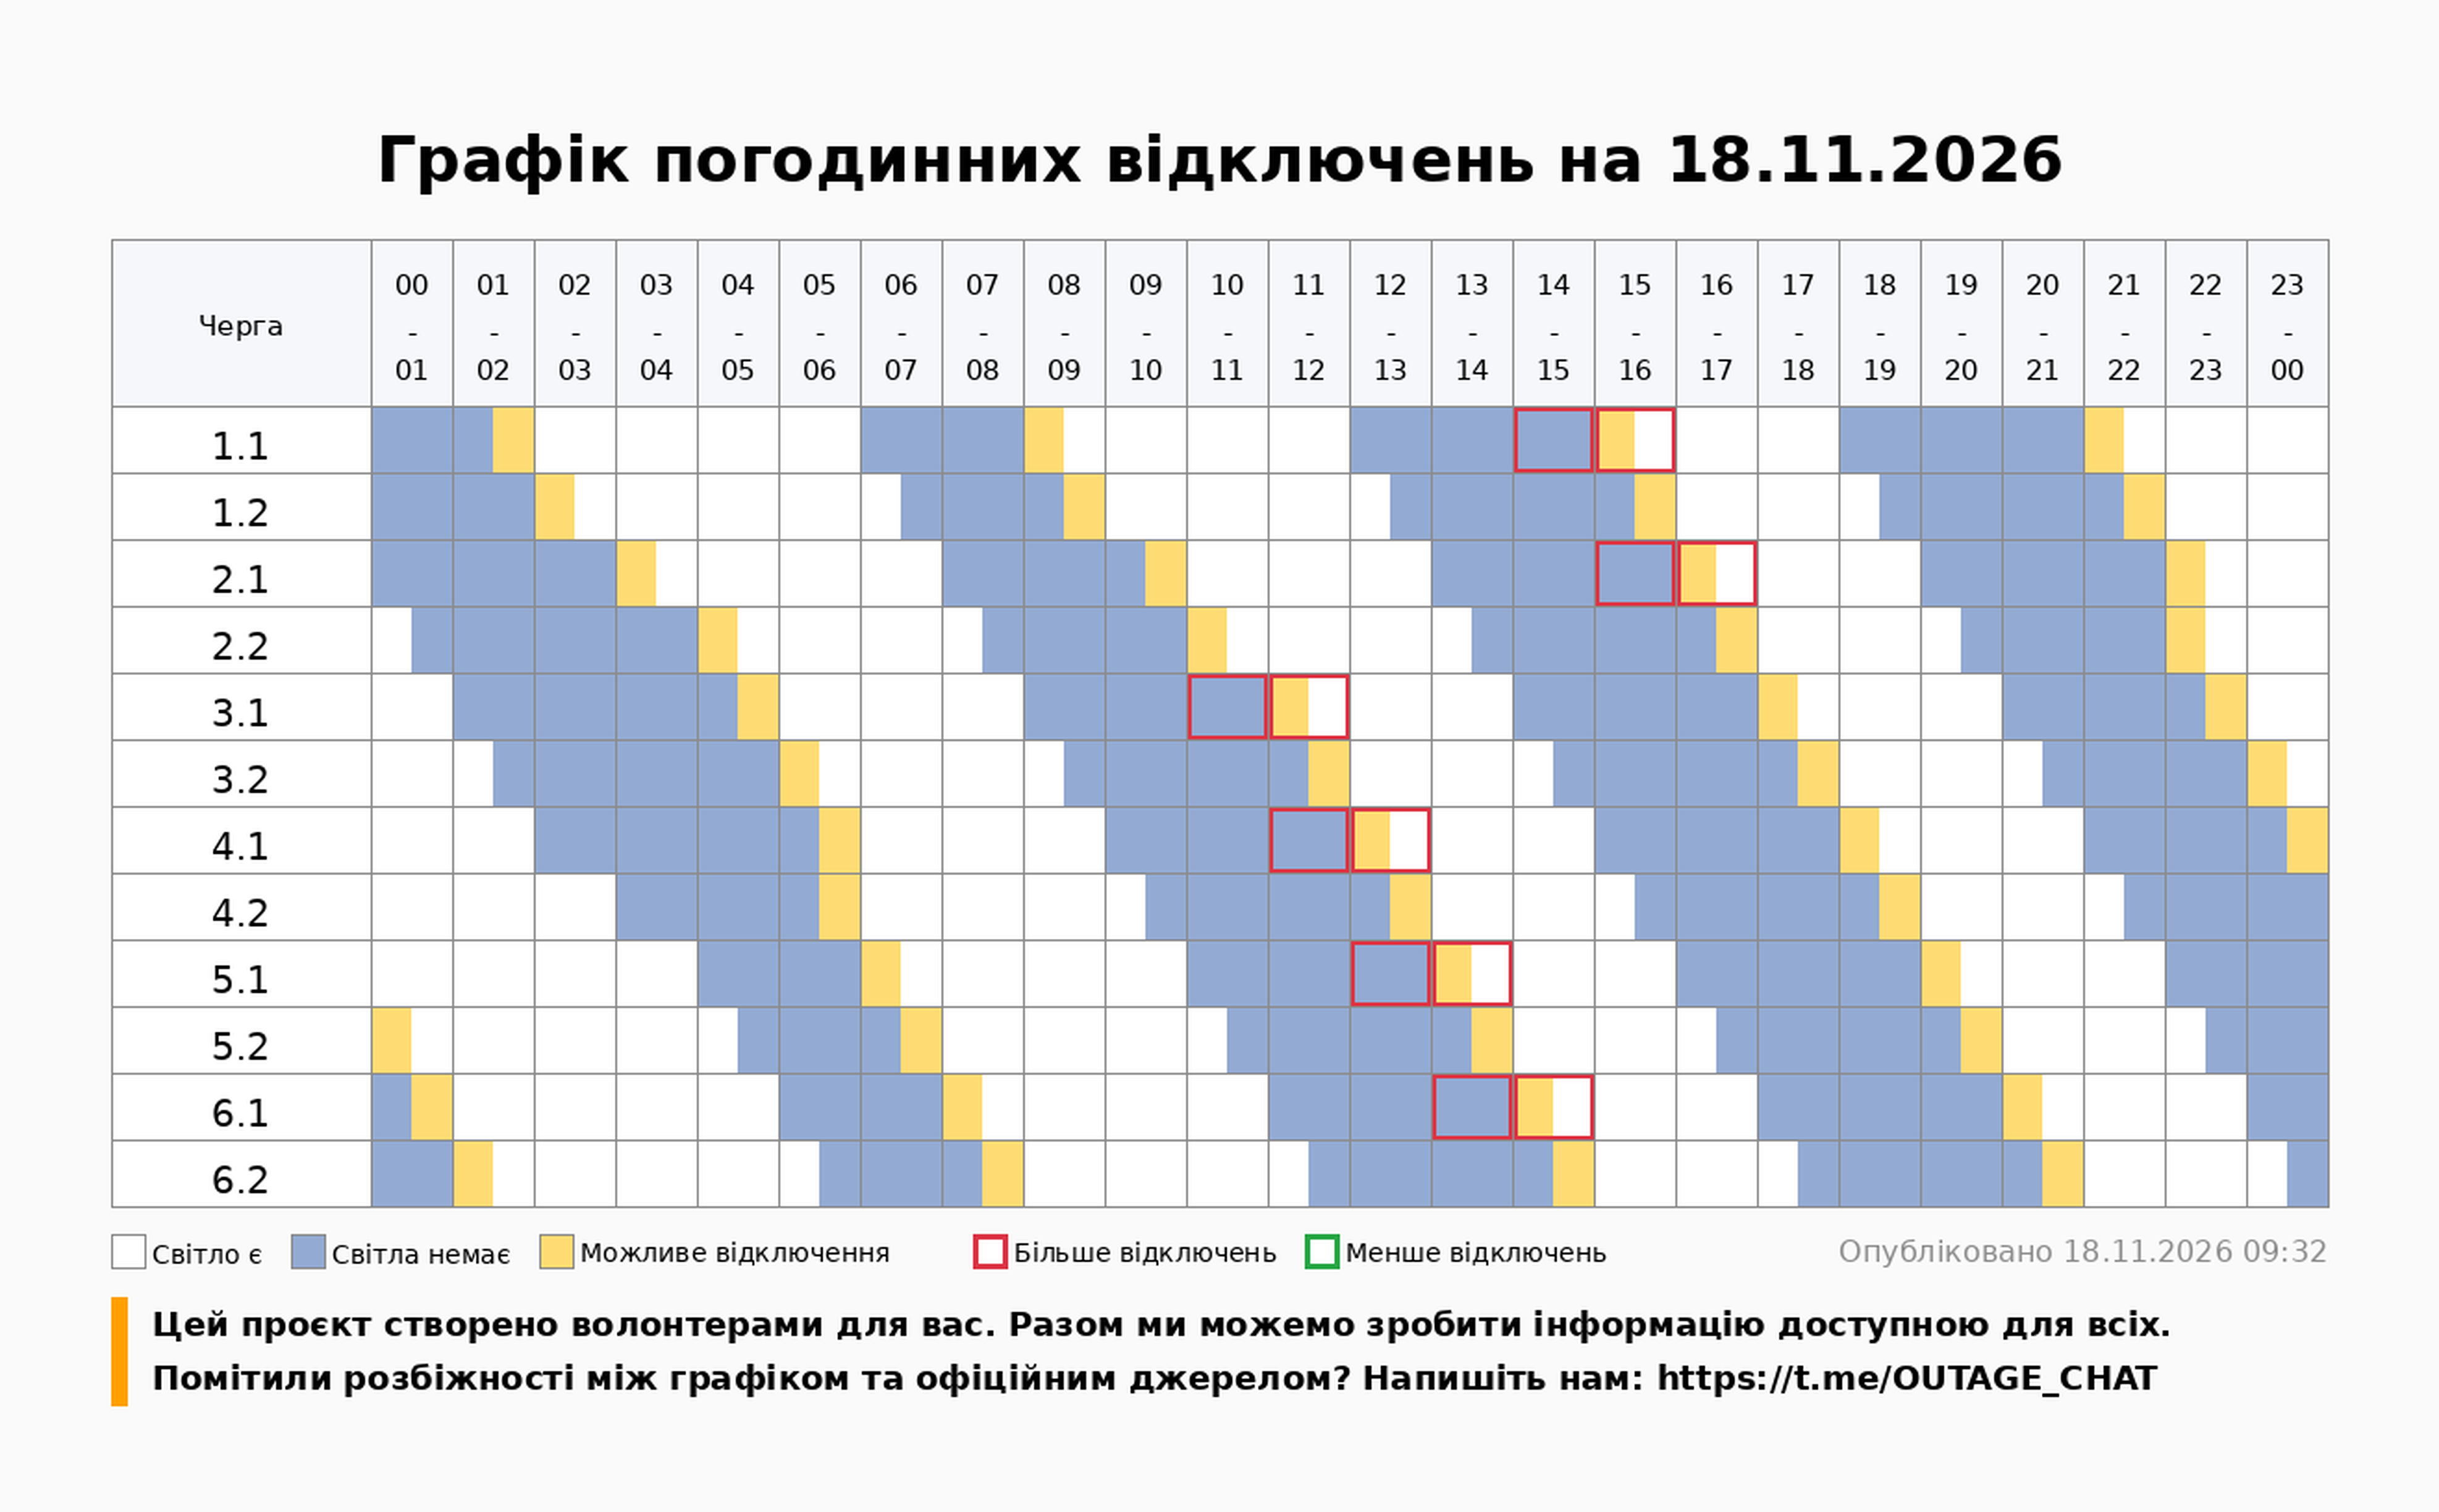 Графік погодинних відключень на 18.11.2026
Черга
00 - 01
01 - 02
02 - 03
03 - 04
04 - 05
05 - 06
06 - 07
07 - 08
08 - 09
09 - 10
10 - 11
11 - 12
12 - 13
13 - 14
14 - 15
15 - 16
16 - 17
17 - 18
18 - 19
19 - 20
20 - 21
21 - 22
22 - 23
23 - 00
1.1
1.2
2.1
2.2
3.1
3.2
4.1
4.2
5.1
5.2
6.1
6.2
Світло є
Світла немає
Можливе відключення
Більше відключень
Менше відключень
Опубліковано 18.11.2026 09:32
Цей проєкт створено волонтерами для вас. Разом ми можемо зробити інформацію доступною для всіх.
Помітили розбіжності між графіком та офіційним джерелом? Напишіть нам: https://t.me/OUTAGE_CHAT